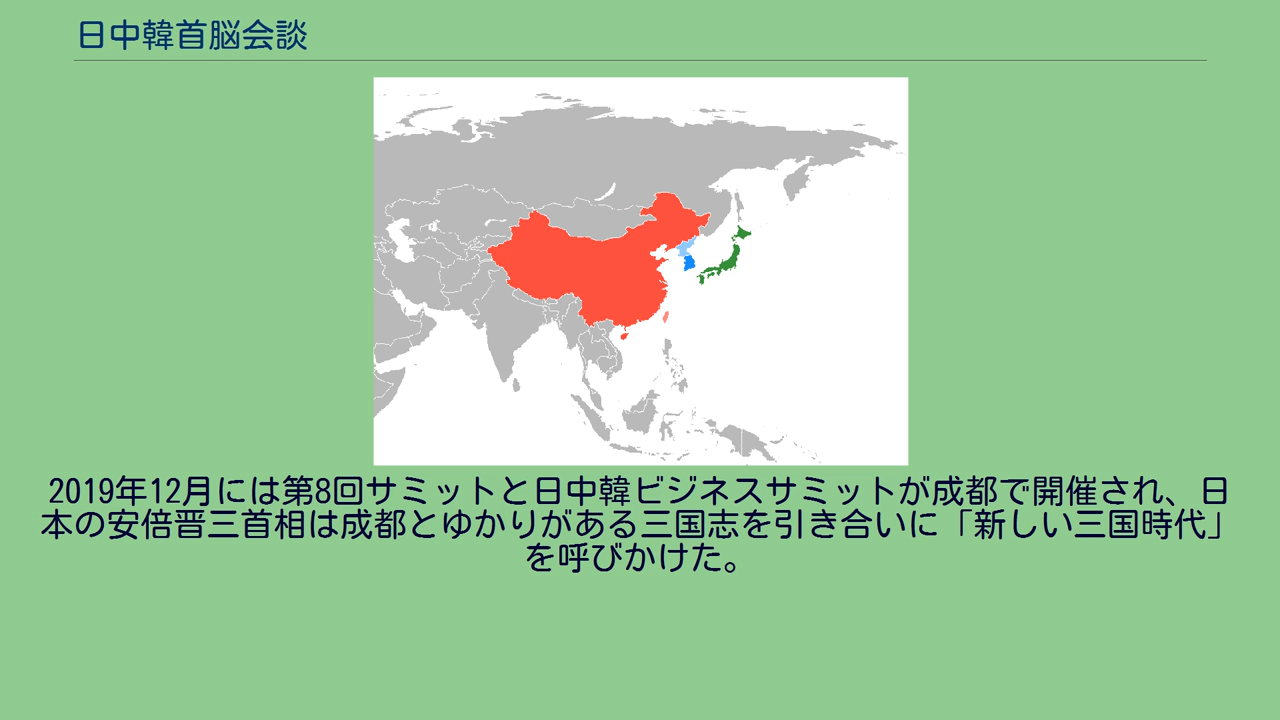 日中韓首脳会談
2019年12月には第8回サミットと日中韓ビジネスサミットが成都で開催され、日
本の安倍晋三首相は成都とゆかりがある三国志を引き合いに「新しい三国時代」
を呼びかけた。